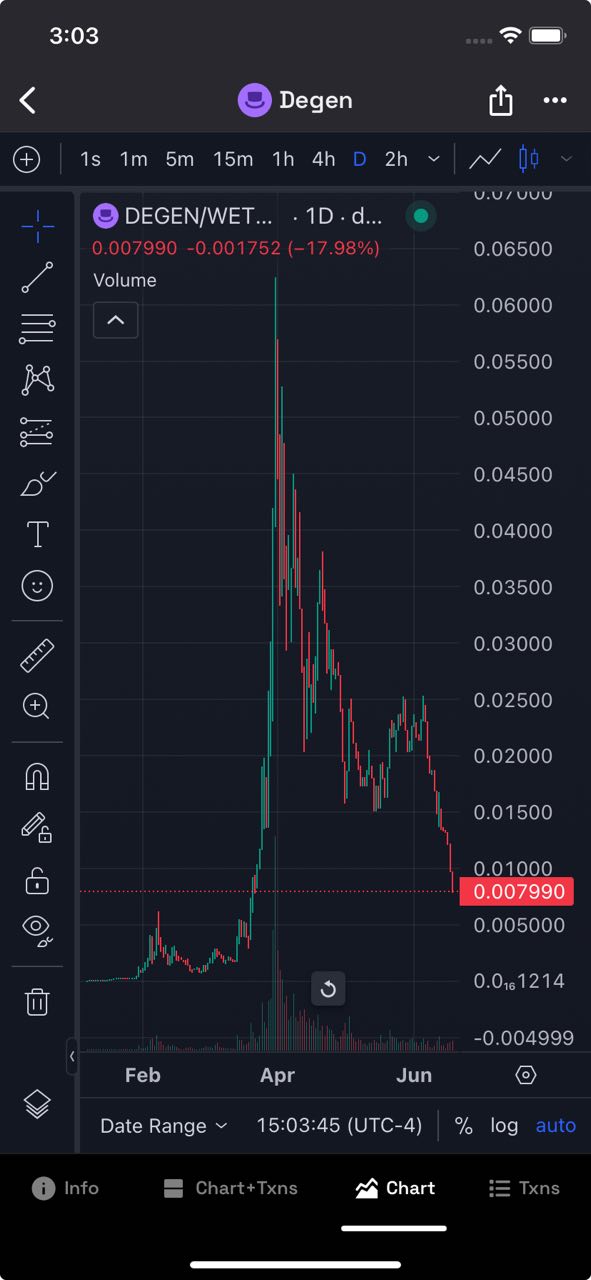 3:03
Degen
1s 1m 5m 15m 1h 4h D 2h
0.07000
DEGEN/WET... · 1D · d...
0.007990 -0.001752 (−17.98%)
0.06500
Volume
0.06000
0.05500
0.05000
0.04500
0.04000
0.03500
0.03000
0.02500
0.02000
0.01500
0.01000
0.007990
0.005000
0.0₁₆1214
-0.004999
Feb Apr Jun
Date Range 15:03:45 (UTC-4) % log auto
Info Chart+Txns Chart Txns